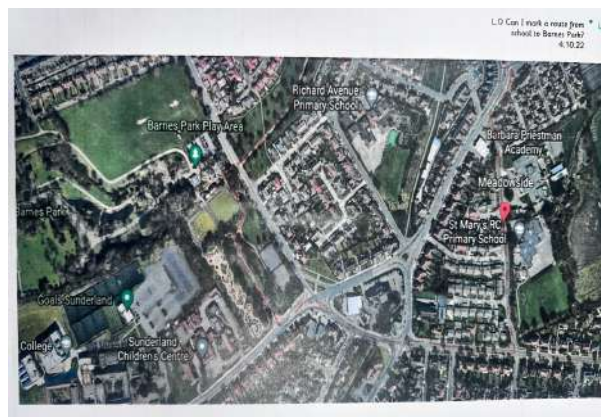 L.O Can I mark a route from
school to Barnes Park?
4.10.22
Richard Avenue
Primary School
Barnes Park Play Area
Barbara Priestman
Academy
Meadowside
Barnes Park
St Mary's RC
Primary School
Goals Sunderland
College
Sunderland
Children's Centre